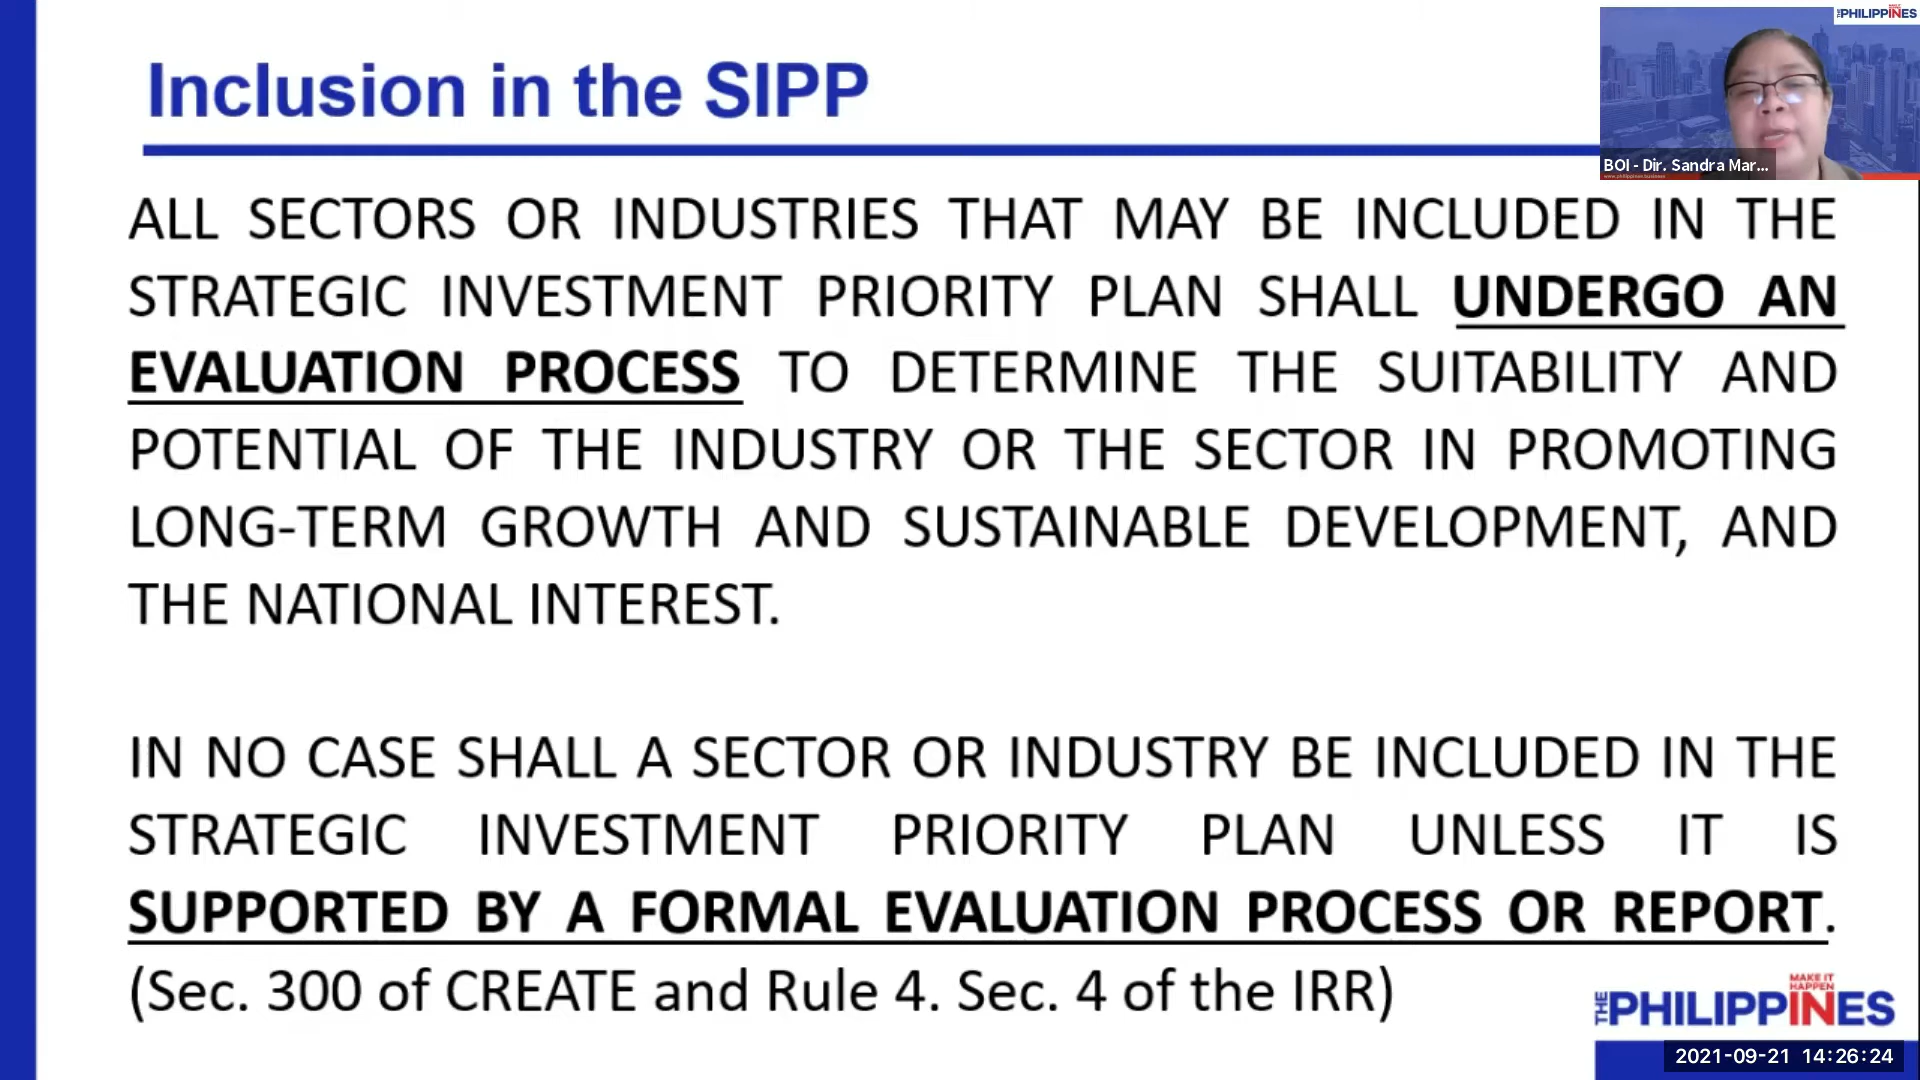 Inclusion in the SIPP
THE PHILIPPINES
MAKE IT
BOI - Dir. Sandra Mar...
ALL SECTORS OR INDUSTRIES THAT MAY BE INCLUDED IN THE
STRATEGIC INVESTMENT PRIORITY PLAN SHALL UNDERGO AN
EVALUATION PROCESS TO DETERMINE THE SUITABILITY AND
POTENTIAL OF THE INDUSTRY OR THE SECTOR IN PROMOTING
LONG-TERM GROWTH AND SUSTAINABLE DEVELOPMENT, AND
THE NATIONAL INTEREST.
IN NO CASE SHALL A SECTOR OR INDUSTRY BE INCLUDED IN THE
STRATEGIC INVESTMENT PRIORITY PLAN UNLESS IT IS
SUPPORTED BY A FORMAL EVALUATION PROCESS OR REPORT.
(Sec. 300 of CREATE and Rule 4. Sec. 4 of the IRR)
MAKE IT
HAPPEN
THE PHILIPPINES
2021-09-21 14:26:24